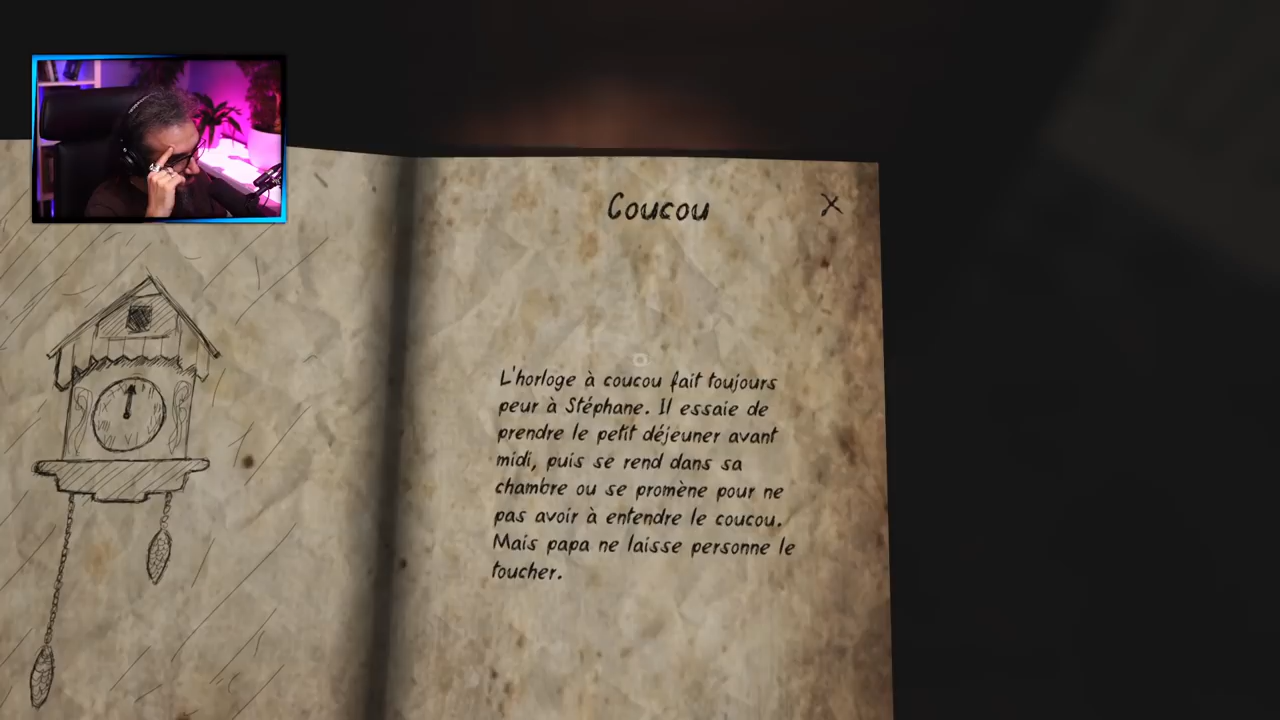 Coucou
L'horloge à coucou fait toujours
peur à Stéphane. Il essaie de
prendre le petit déjeuner avant
midi, puis se rend dans sa
chambre ou se promène pour ne
pas avoir à entendre le coucou.
Mais papa ne laisse personne le
toucher.